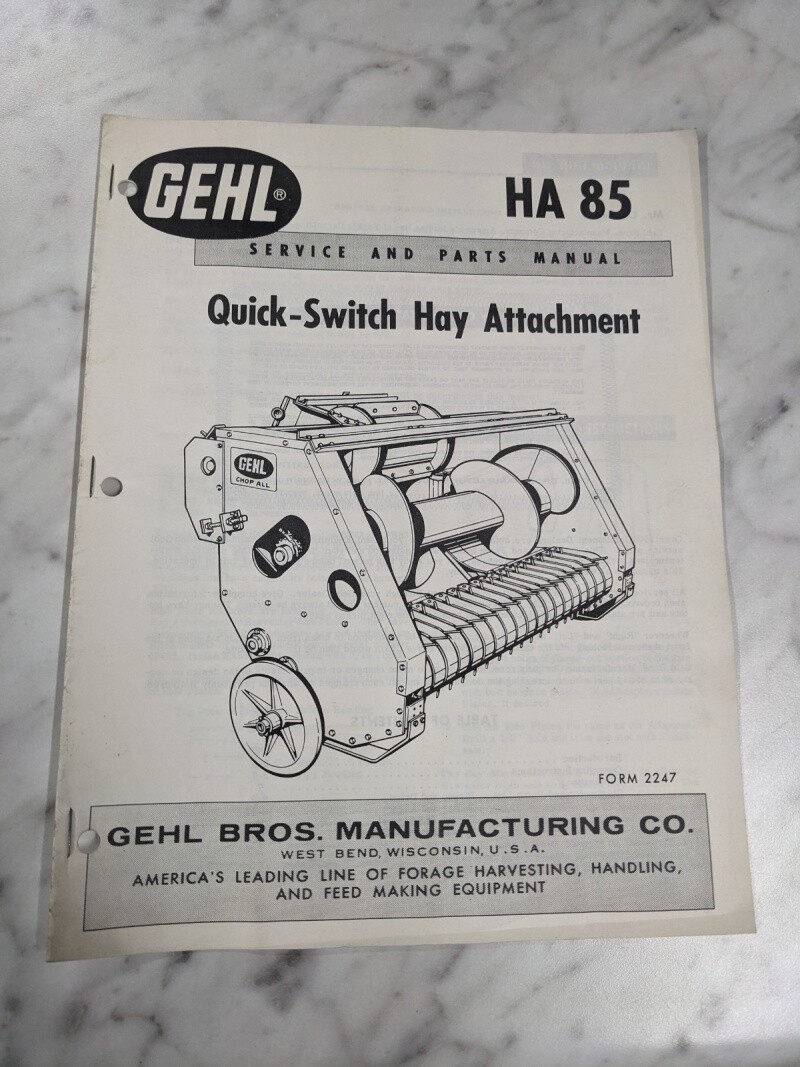 GEHL®
HA 85
SERVICE AND PARTS MANUAL
Quick-Switch Hay Attachment
GEHL
CHOP ALL
FORM 2247
GEHL BROS. MANUFACTURING CO.
WEST BEND, WISCONSIN, U.S.A.
AMERICA'S LEADING LINE OF FORAGE HARVESTING, HANDLING,
AND FEED MAKING EQUIPMENT